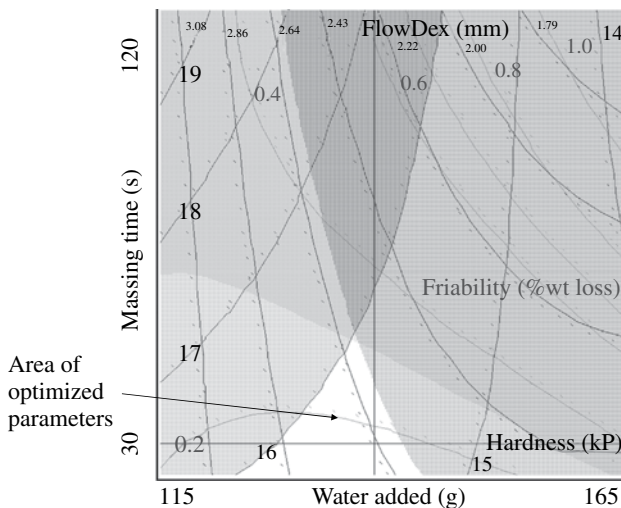 3.08
2.86
2.64
2.43
FlowDex (mm)
2.22
2.00
1.79
14
1.0
0.8
0.6
0.4
120
19
18
17
16
15
Massing time (s)
Friability (%wt loss)
Area of
optimized
parameters
30
0.2
Hardness (kP)
115
Water added (g)
165